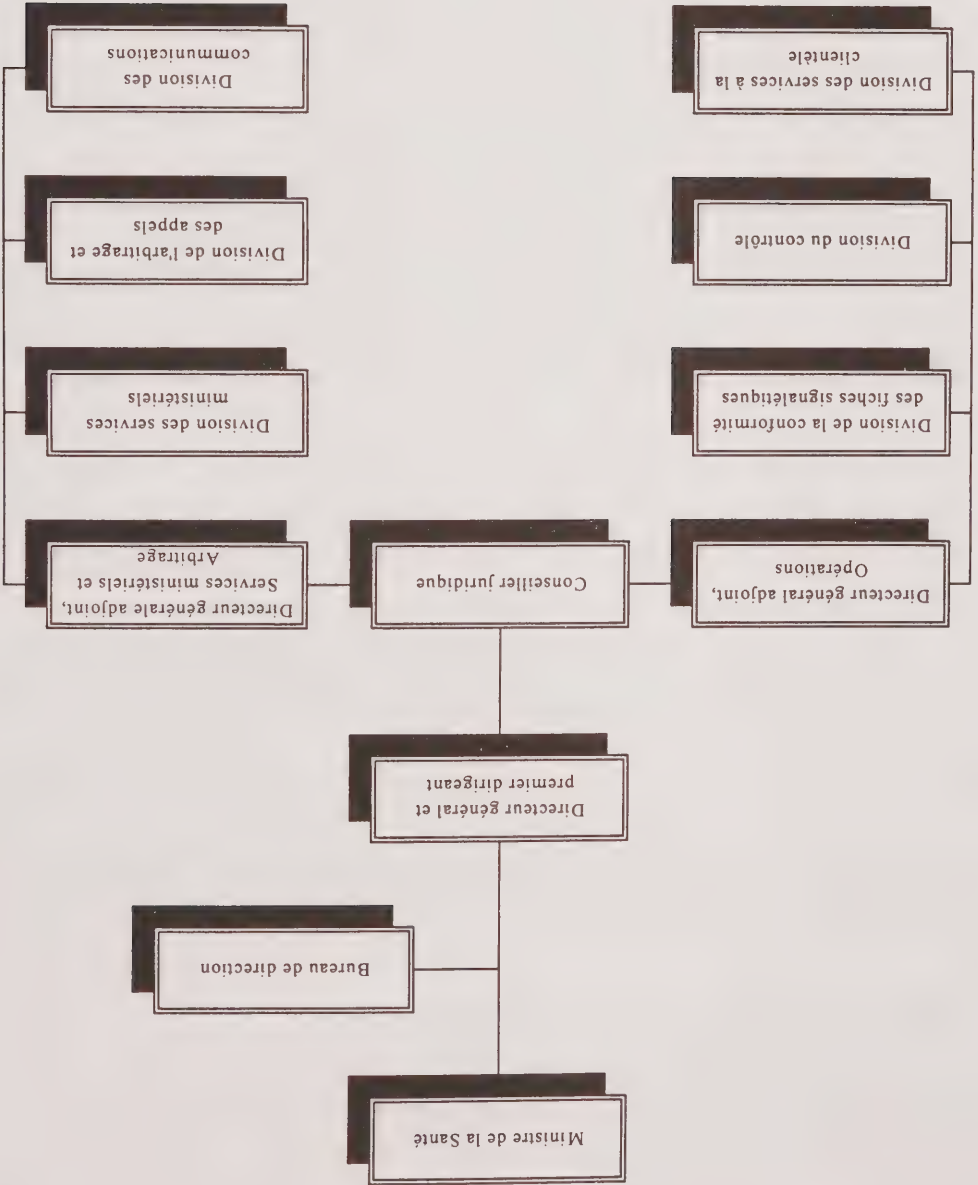 Ministre de la Santé
Bureau de direction
Directeur général et
premier dirigeant
Directeur général adjoint,
Opérations
Conseiller juridique
Directeur générale adjoint,
Services ministériels et
Arbitrage
Division de la conformité
des fiches signalétiques
Division des services
ministériels
Division du contrôle
Division de l'arbitrage et
des appels
Division des services à la
clientèle
Division des
communications